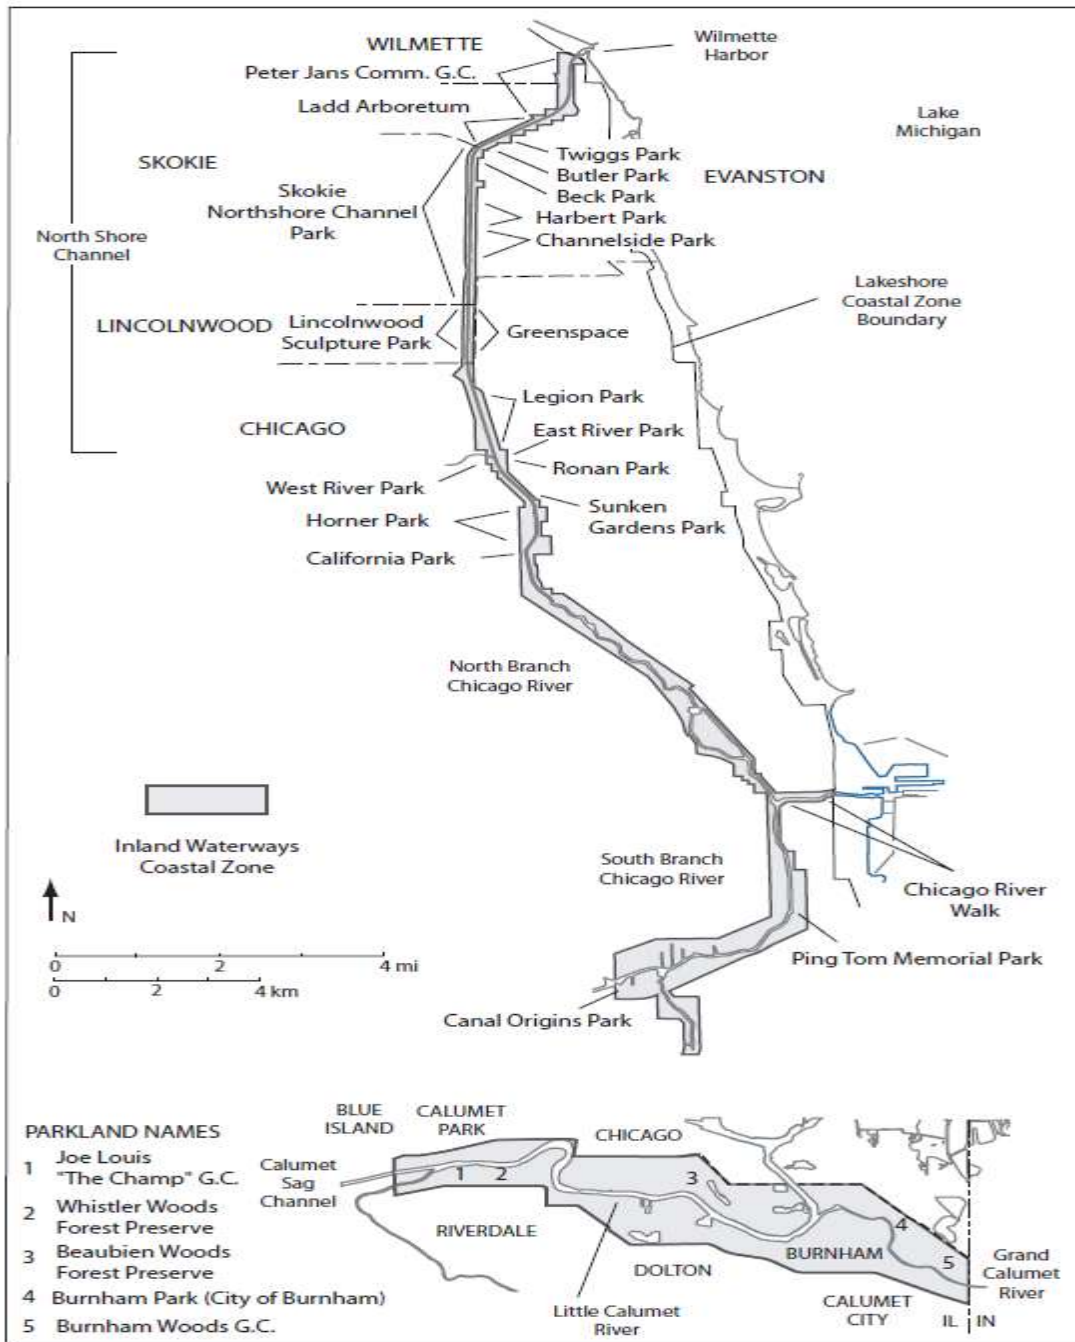 WILMETTE
Wilmette
Harbor
Peter Jans Comm. G.C.
Ladd Arboretum
Lake
Michigan
SKOKIE
Twiggs Park
Butler Park
EVANSTON
Beck Park
Skokie
Northshore Channel
Park
Harbert Park
Channelside Park
North Shore
Channel
Lakeshore
Coastal Zone
Boundary
LINCOLNWOOD
Lincolnwood
Sculpture Park
Greenspace
Legion Park
CHICAGO
East River Park
Ronan Park
West River Park
Sunken
Gardens Park
Horner Park
California Park
North Branch
Chicago River
Inland Waterways
Coastal Zone
South Branch
Chicago River
Chicago River
Walk
N
Ping Tom Memorial Park
0 2 4 mi
0 2 4 km
Canal Origins Park
PARKLAND NAMES
1 Joe Louis
"The Champ" G.C.
2 Whistler Woods
Forest Preserve
3 Beaubien Woods
Forest Preserve
4 Burnham Park (City of Burnham)
5 Burnham Woods G.C.
BLUE
ISLAND
CALUMET
PARK
CHICAGO
Calumet
Sag
Channel
1 2
3
4
5
RIVERDALE
DOLTON
BURNHAM
Little Calumet
River
CALUMET
CITY
Grand
Calumet
River
IL IN